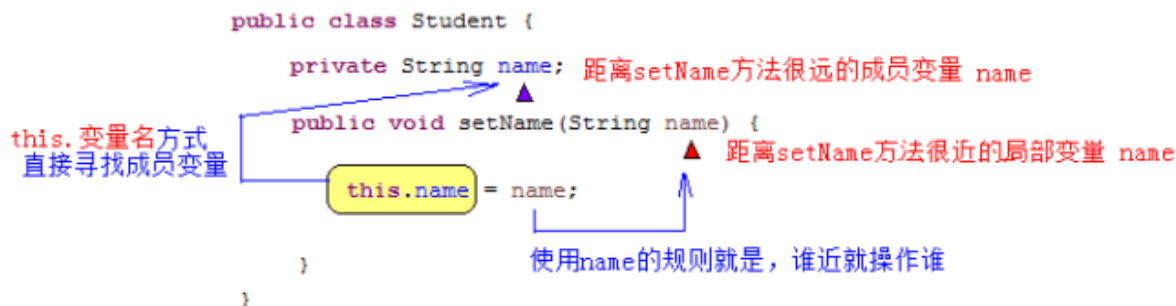 public class Student {
private String name; 距离setName方法很远的成员变量 name
public void setName(String name) {
this.变量名方式
直接寻找成员变量
距离setName方法很近的局部变量 name
this.name = name;
使用name的规则就是，谁近就操作谁
}
}